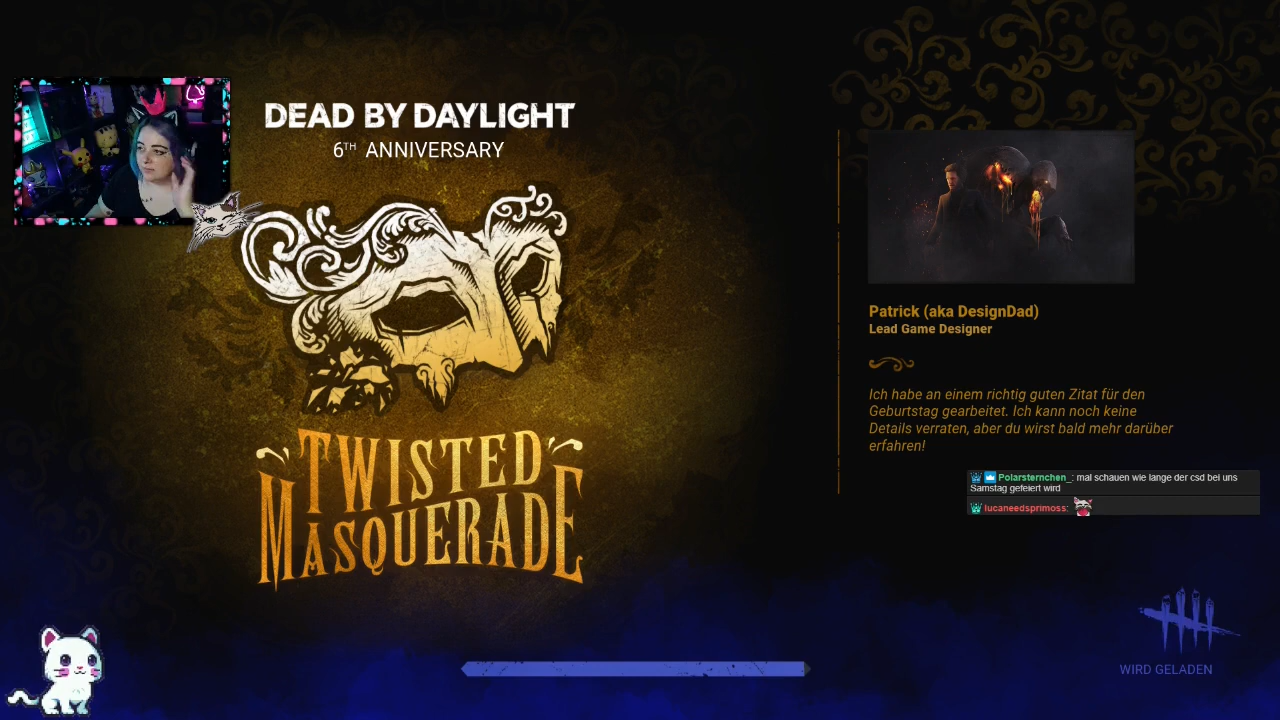 DEAD BY DAYLIGHT
6TH ANNIVERSARY
TWISTED
MASQUERADE
Patrick (aka DesignDad)
Lead Game Designer
Ich habe an einem richtig guten Zitat für den
Geburtstag gearbeitet. Ich kann noch keine
Details verraten, aber du wirst bald mehr darüber
erfahren!
Polarsternchen_: mal schauen wie lange der csd bei uns
Samstag gefeiert wird
lucaneedsprimoss:
WIRD GELADEN